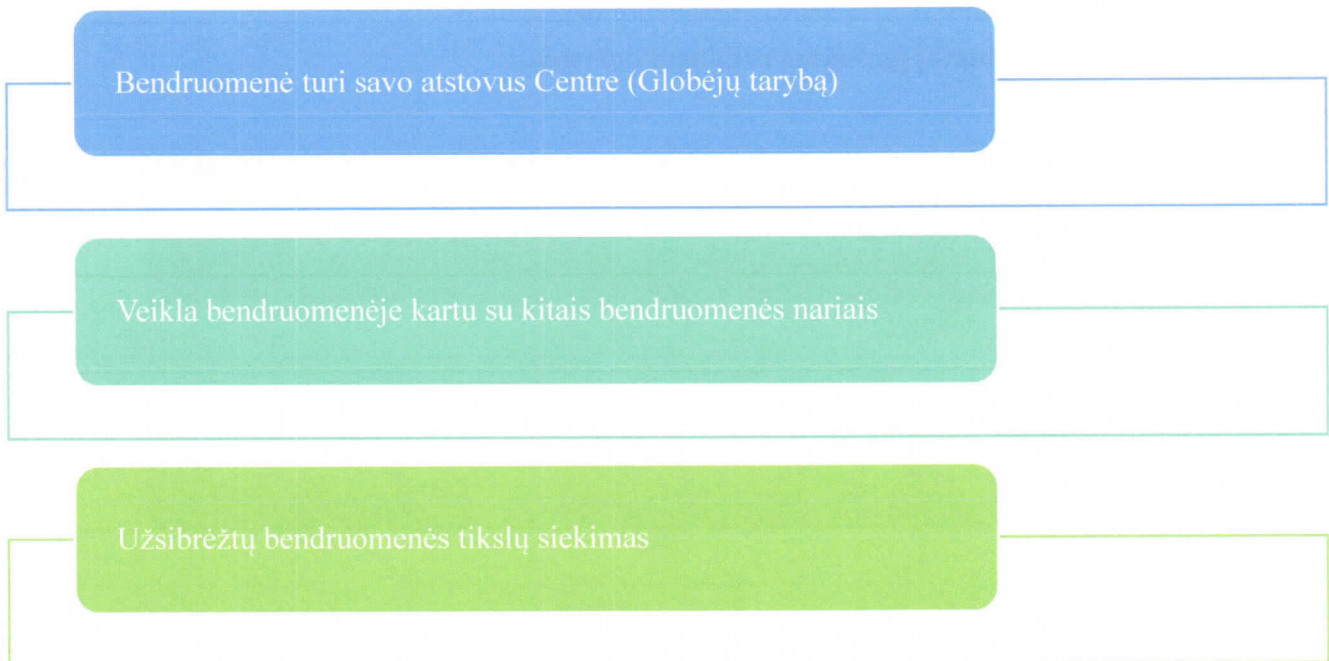 Bendruomenė turi savo atstovus Centre (Globėjų tarybą)
Veikla bendruomenėje kartu su kitais bendruomenės nariais
Užsibrėžtų bendruomenės tikslų siekimas